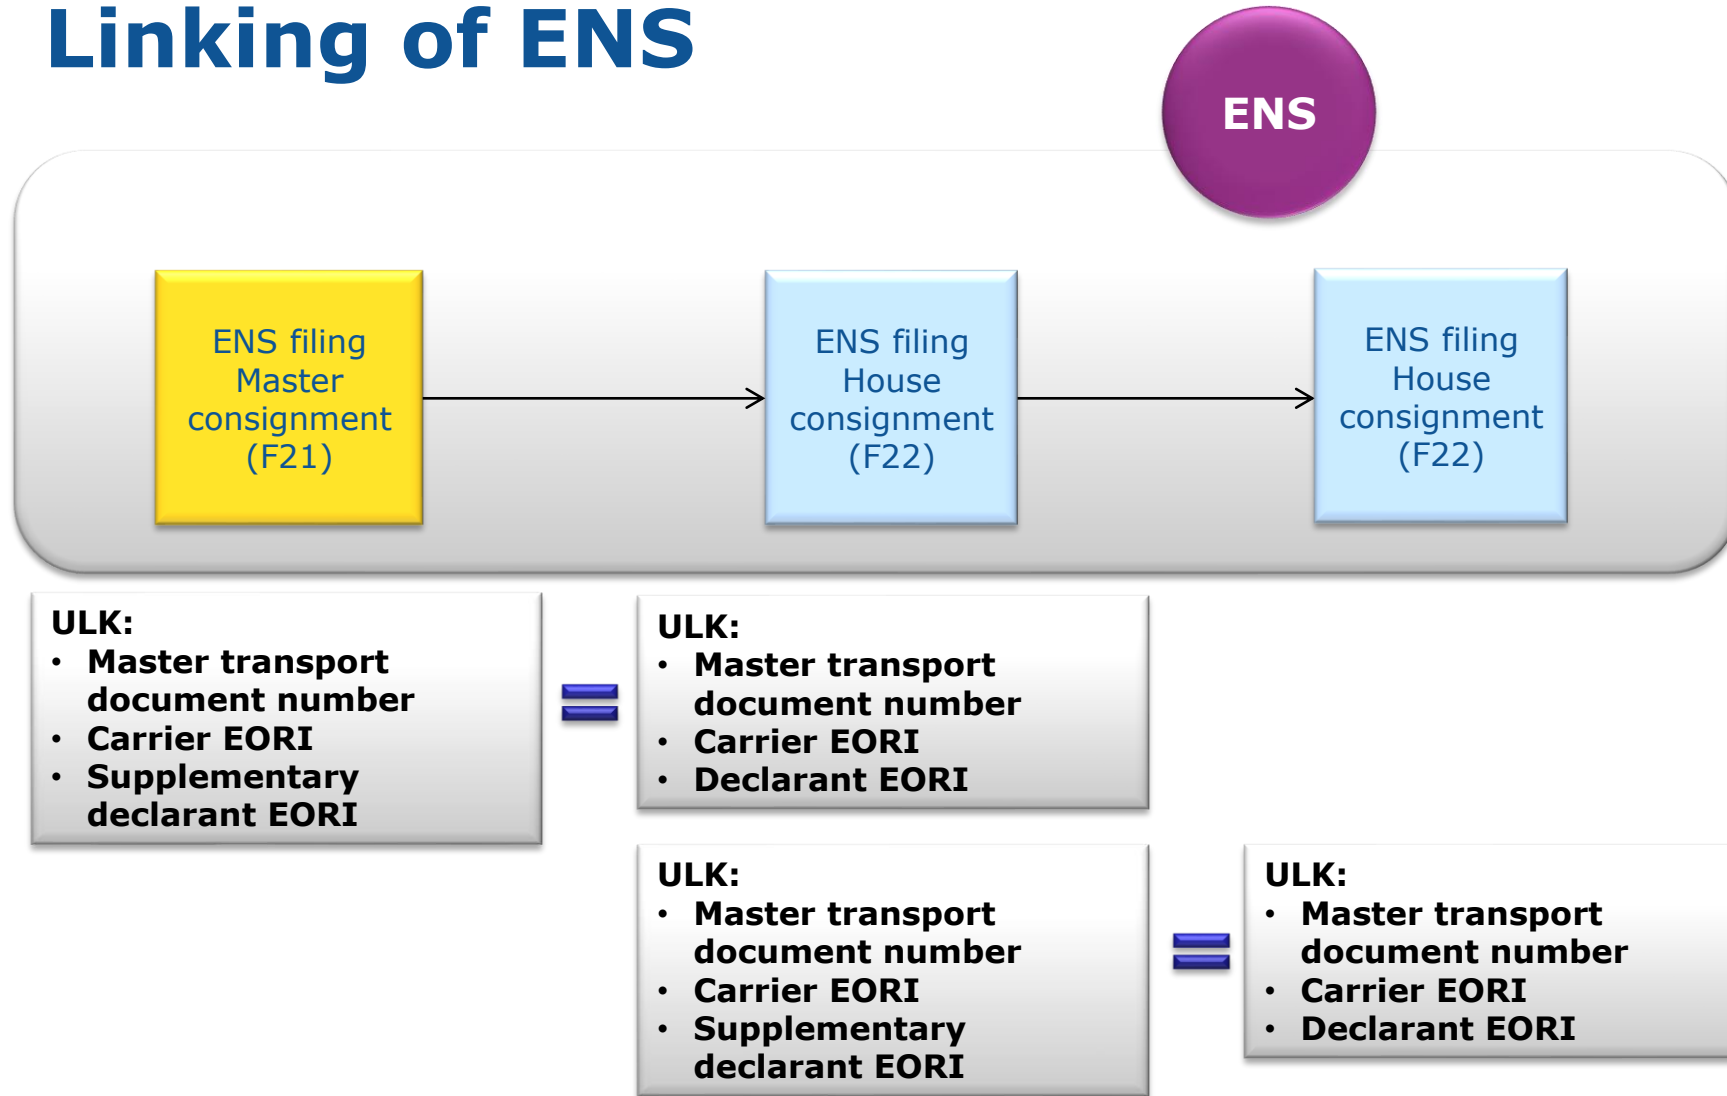 Linking of ENS
ENS
ENS filing
Master
consignment
(F21)
ENS filing
House
consignment
(F22)
ENS filing
House
consignment
(F22)
ULK:
• Master transport
document number
• Carrier EORI
• Supplementary
declarant EORI
ULK:
• Master transport
document number
• Carrier EORI
• Declarant EORI
ULK:
• Master transport
document number
• Carrier EORI
• Supplementary
declarant EORI
ULK:
• Master transport
document number
• Carrier EORI
• Declarant EORI